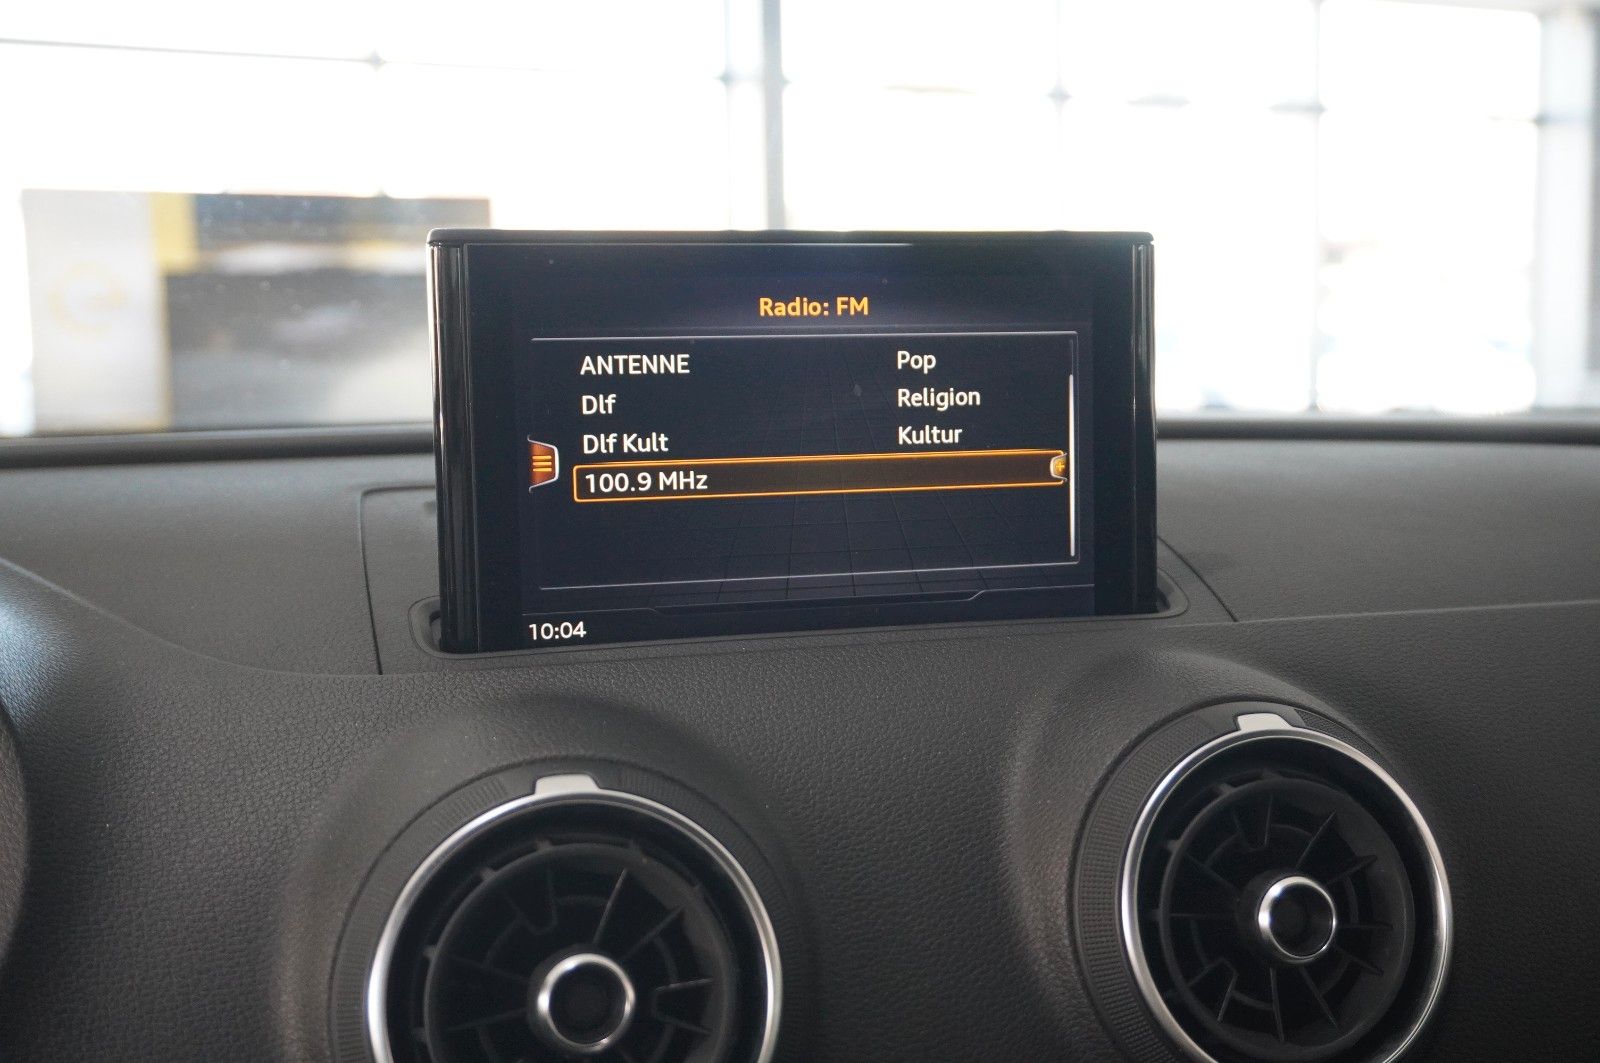 Radio: FM
ANTENNE Pop
Dlf Religion
Dlf Kult Kultur
100.9 MHz
10:04